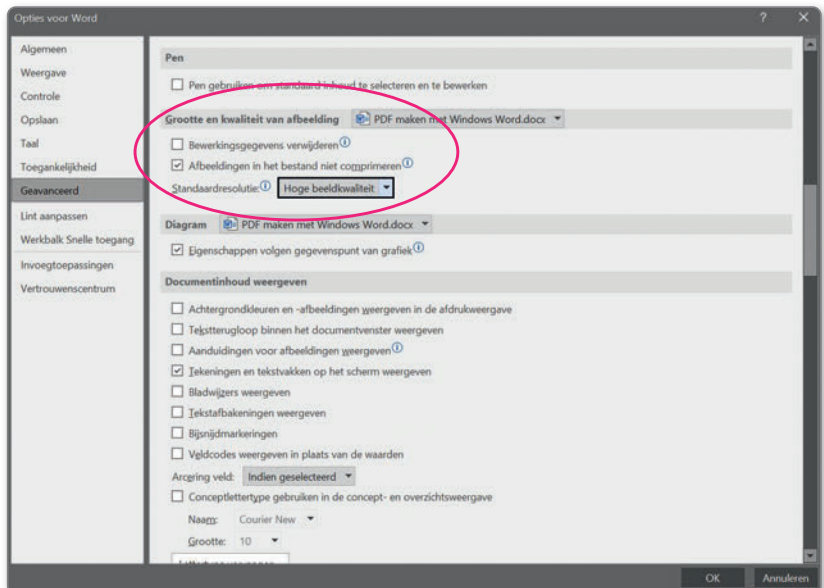 Opties voor Word
Algemeen
Weergave
Controle
Opslaan
Taal
Toegankelijkheid
Geavanceerd
Lint aanpassen
Werkbalk Snelle toegang
Invoegtoepassingen
Vertrouwenscentrum
Pen
Pen gebruiken om standaard inhoud te selecteren en te bewerken
Grootte en kwaliteit van afbeelding PDF maken met Windows Word.docx
Bewerkingsgegevens verwijderen
Afbeeldingen in het bestand niet comprimeren
Standaardresolutie: Hoge beeldkwaliteit
Diagram PDF maken met Windows Word.docx
Eigenschappen volgen gegevenspunt van grafiek
Documentinhoud weergeven
Achtergrondkleuren en -afbeeldingen weergeven in de afdrukweergave
Tekstterugloop binnen het documentvenster weergeven
Aanduidingen voor afbeeldingen weergeven
Tekeningen en tekstvakken op het scherm weergeven
Bladwijzers weergeven
Tekstafbakeningen weergeven
Bijsnijdmarkeringen
Veldcodes weergeven in plaats van de waarden
Arcering veld: Indien geselecteerd
Conceptlettertype gebruiken in de concept- en overzichtsweergave
Naam: Courier New
Grootte: 10
OK Annuleren